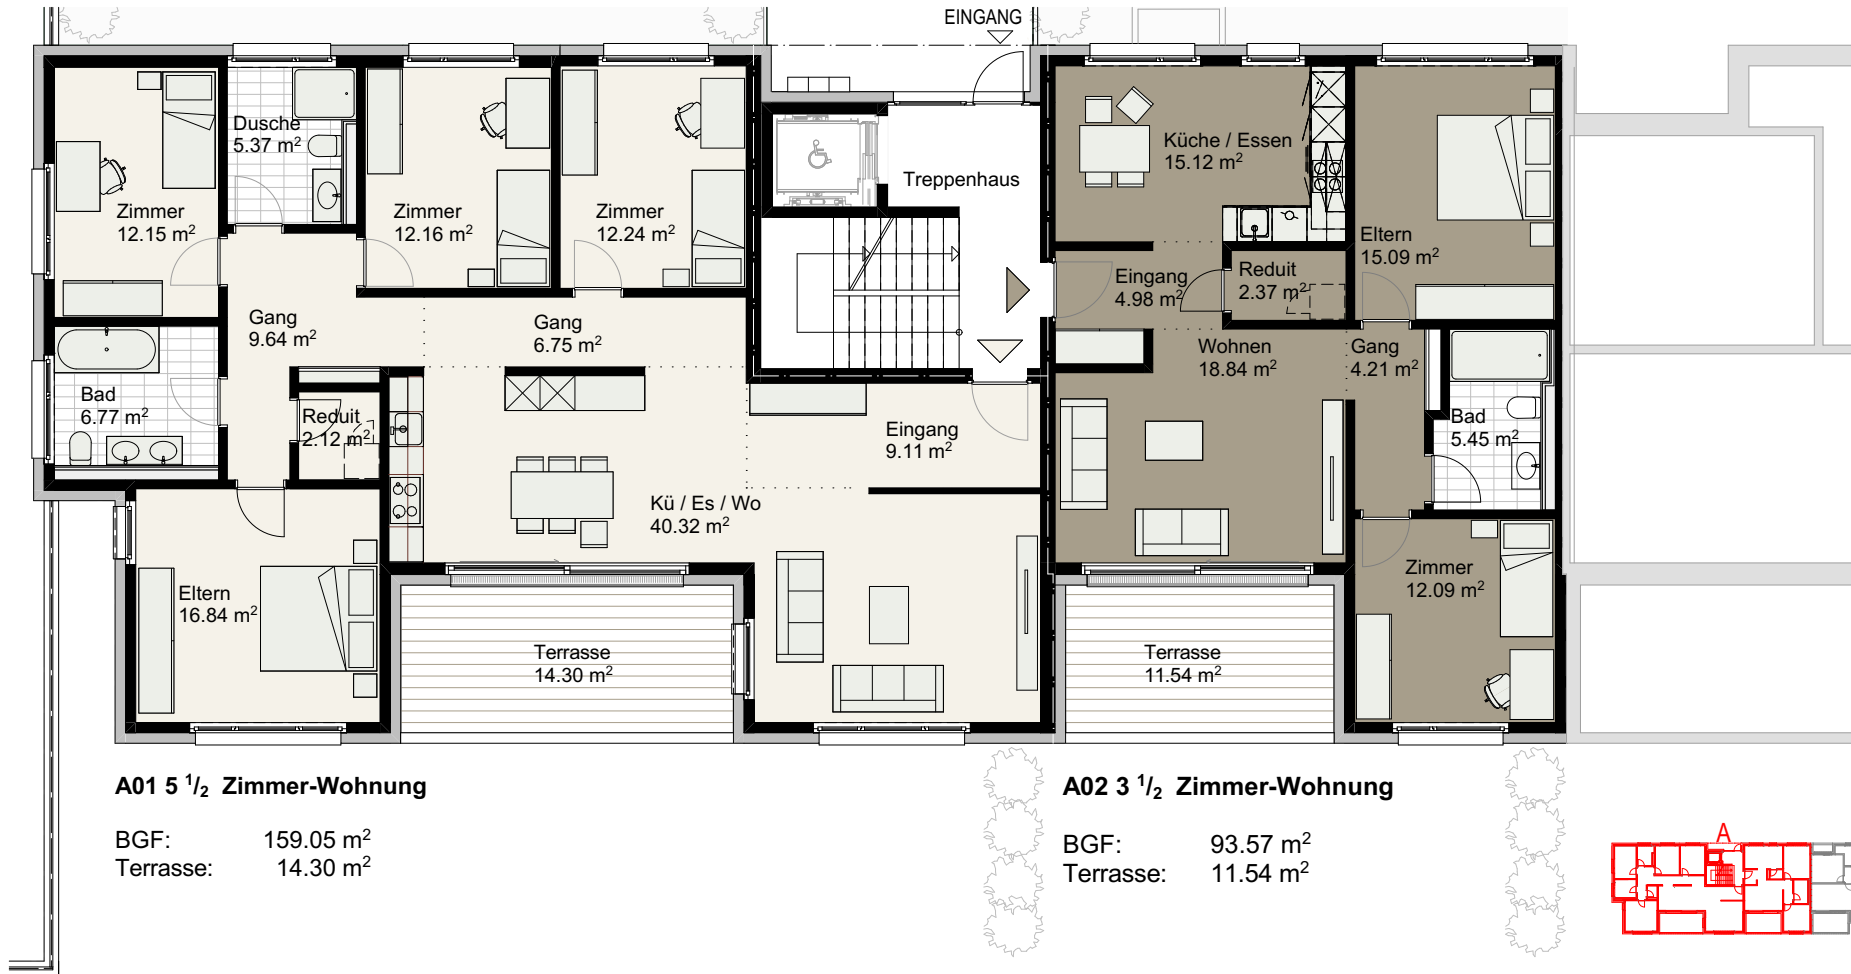 EINGANG
Dusche
5.37 m²
Zimmer
12.15 m²
Zimmer
12.16 m²
Zimmer
12.24 m²
Treppenhaus
Küche / Essen
15.12 m²
Eltern
15.09 m²
Eingang
4.98 m²
Reduit
2.37 m²
Gang
9.64 m²
Gang
6.75 m²
Wohnen
18.84 m²
Gang
4.21 m²
Bad
6.77 m²
Reduit
2.12 m²
Eingang
9.11 m²
Bad
5.45 m²
Kü / Es / Wo
40.32 m²
Eltern
16.84 m²
Zimmer
12.09 m²
Terrasse
14.30 m²
Terrasse
11.54 m²
A01 5 1/2 Zimmer-Wohnung
BGF: 159.05 m²
Terrasse: 14.30 m²
A02 3 1/2 Zimmer-Wohnung
BGF: 93.57 m²
Terrasse: 11.54 m²
A